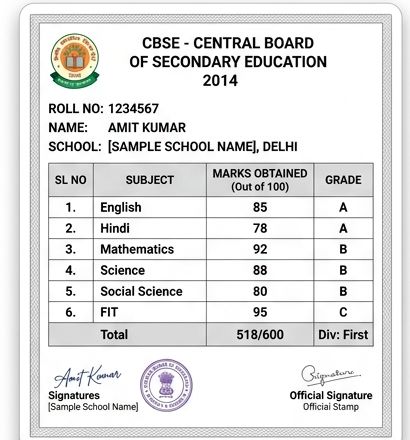 CBSE - CENTRAL BOARD
OF SECONDARY EDUCATION
2014
ROLL NO: 1234567
NAME: AMIT KUMAR
SCHOOL: [SAMPLE SCHOOL NAME], DELHI
SL NO SUBJECT MARKS OBTAINED (Out of 100) GRADE
1. English 85 A
2. Hindi 78 A
3. Mathematics 92 B
4. Science 88 B
5. Social Science 80 B
6. FIT 95 C
Total 518/600 Div: First
Amit Kumar
Signatures
[Sample School Name]
Official Signature
Official Stamp